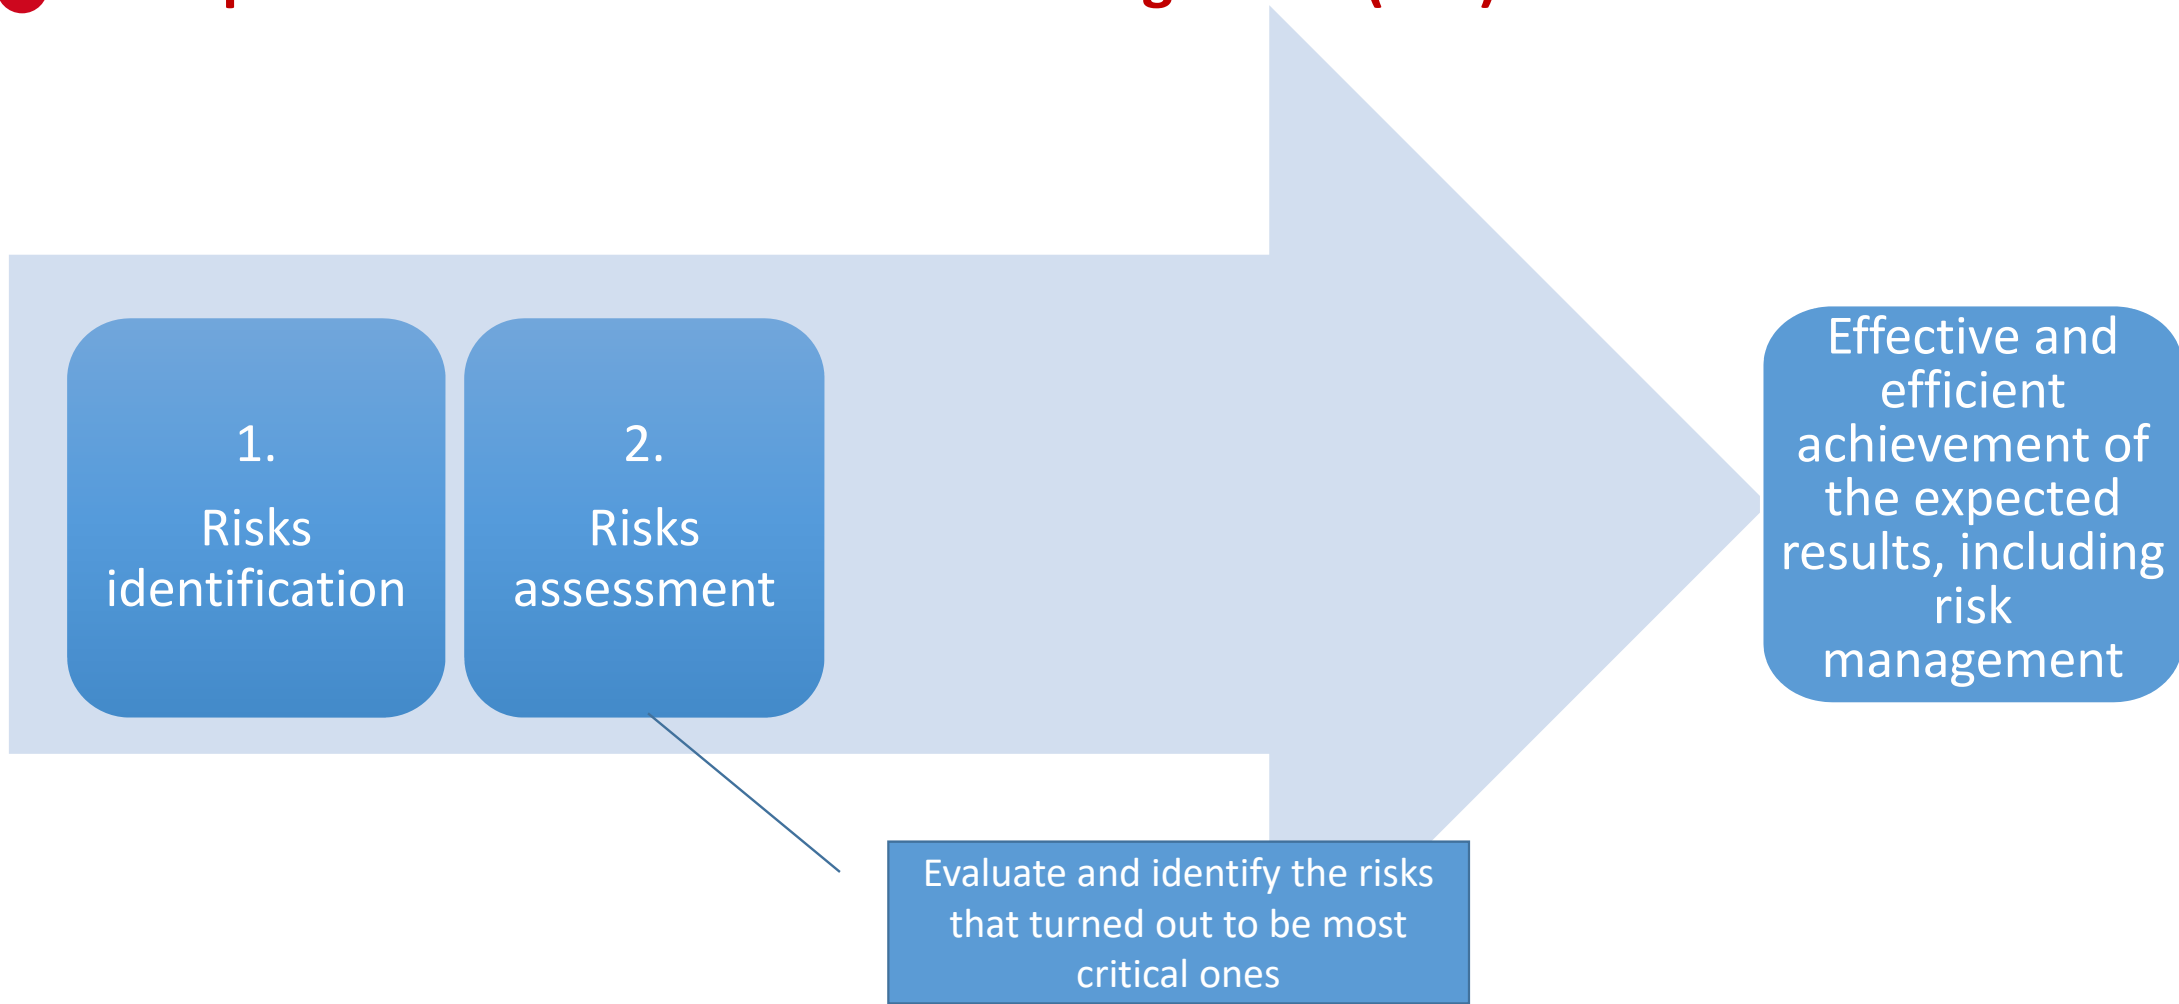 1.
Risks
identification
2.
Risks
assessment
Effective and
efficient
achievement of
the expected
results, including
risk
management
Evaluate and identify the risks
that turned out to be most
critical ones